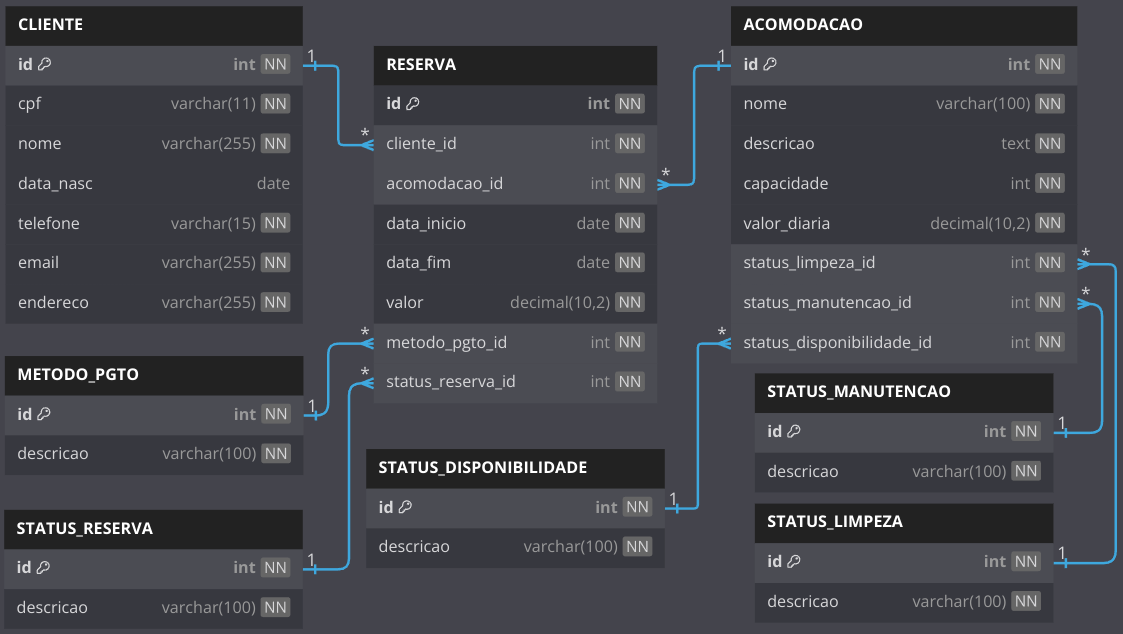 CLIENTE
id int NN
cpf varchar(11) NN
nome varchar(255) NN
data_nasc date
telefone varchar(15) NN
email varchar(255) NN
endereco varchar(255) NN
1
*
RESERVA
id int NN
cliente_id int NN
acomodacao_id int NN
data_inicio date NN
data_fim date NN
valor decimal(10,2) NN
metodo_pgto_id int NN
status_reserva_id int NN
*
1
*
*
ACOMODACAO
id int NN
nome varchar(100) NN
descricao text NN
capacidade int NN
valor_diaria decimal(10,2) NN
status_limpeza_id int NN
status_manutencao_id int NN
status_disponibilidade_id int NN
*
*
*
METODO_PGTO
id int NN
descricao varchar(100) NN
1
STATUS_RESERVA
id int NN
descricao varchar(100) NN
1
STATUS_DISPONIBILIDADE
id int NN
descricao varchar(100) NN
1
STATUS_MANUTENCAO
id int NN
descricao varchar(100) NN
1
STATUS_LIMPEZA
id int NN
descricao varchar(100) NN
1